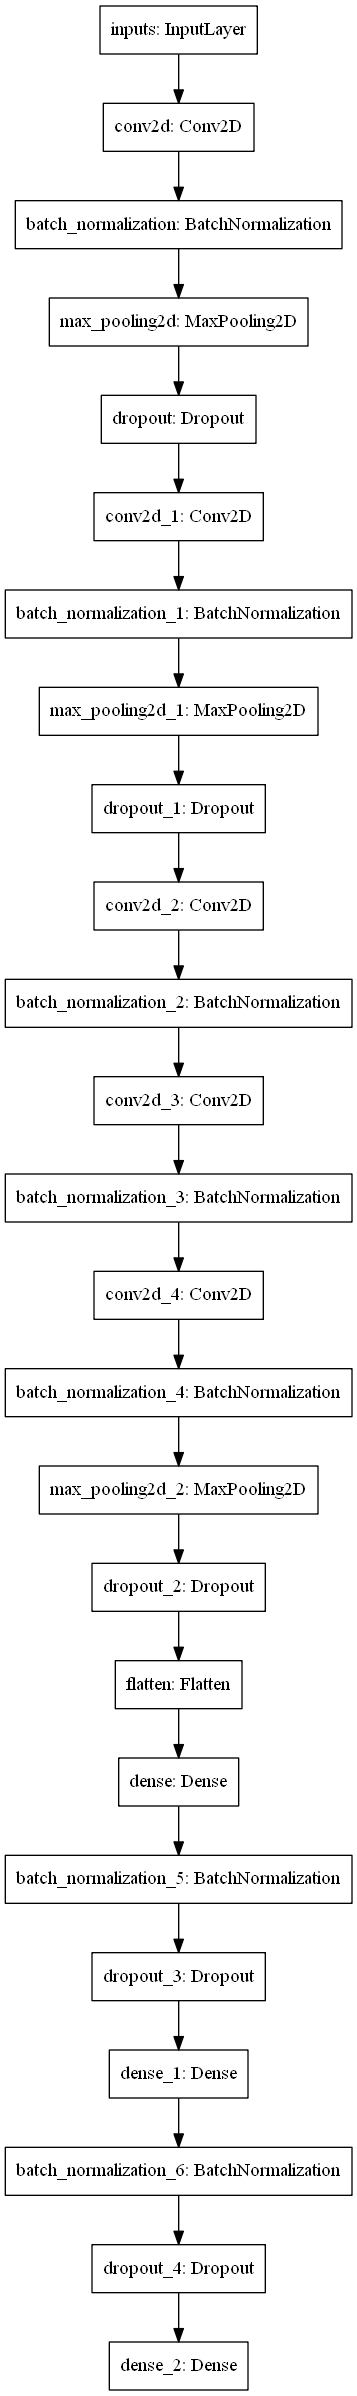 inputs: InputLayer
conv2d: Conv2D
batch_normalization: BatchNormalization
max_pooling2d: MaxPooling2D
dropout: Dropout
conv2d_1: Conv2D
batch_normalization_1: BatchNormalization
max_pooling2d_1: MaxPooling2D
dropout_1: Dropout
conv2d_2: Conv2D
batch_normalization_2: BatchNormalization
conv2d_3: Conv2D
batch_normalization_3: BatchNormalization
conv2d_4: Conv2D
batch_normalization_4: BatchNormalization
max_pooling2d_2: MaxPooling2D
dropout_2: Dropout
flatten: Flatten
dense: Dense
batch_normalization_5: BatchNormalization
dropout_3: Dropout
dense_1: Dense
batch_normalization_6: BatchNormalization
dropout_4: Dropout
dense_2: Dense